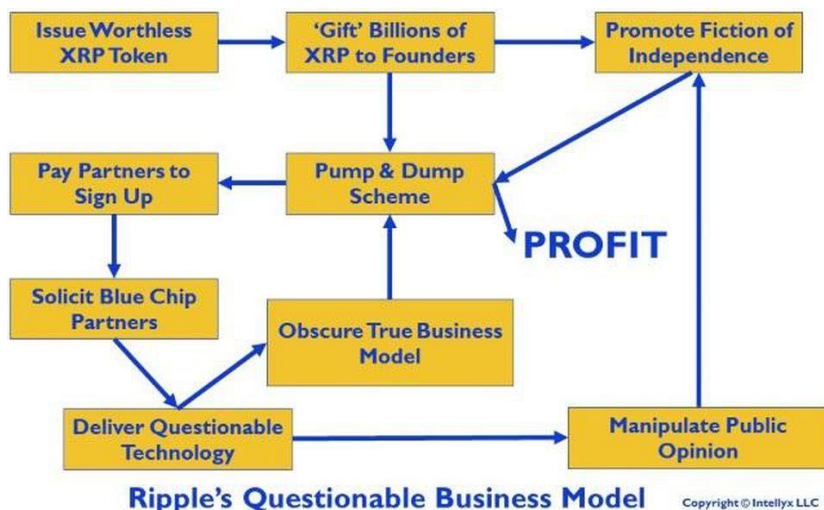 Issue Worthless
XRP Token
‘Gift’ Billions of
XRP to Founders
Promote Fiction of
Independence
Pay Partners to
Sign Up
Pump & Dump
Scheme
PROFIT
Solicit Blue Chip
Partners
Obscure True Business
Model
Deliver Questionable
Technology
Manipulate Public
Opinion
Ripple’s Questionable Business Model
Copyright © Intellyx LLC